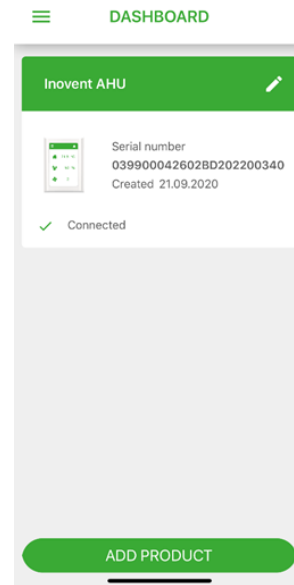 DASHBOARD
Inovent AHU
Serial number
039900042602BD202200340
Created 21.09.2020
Connected
ADD PRODUCT